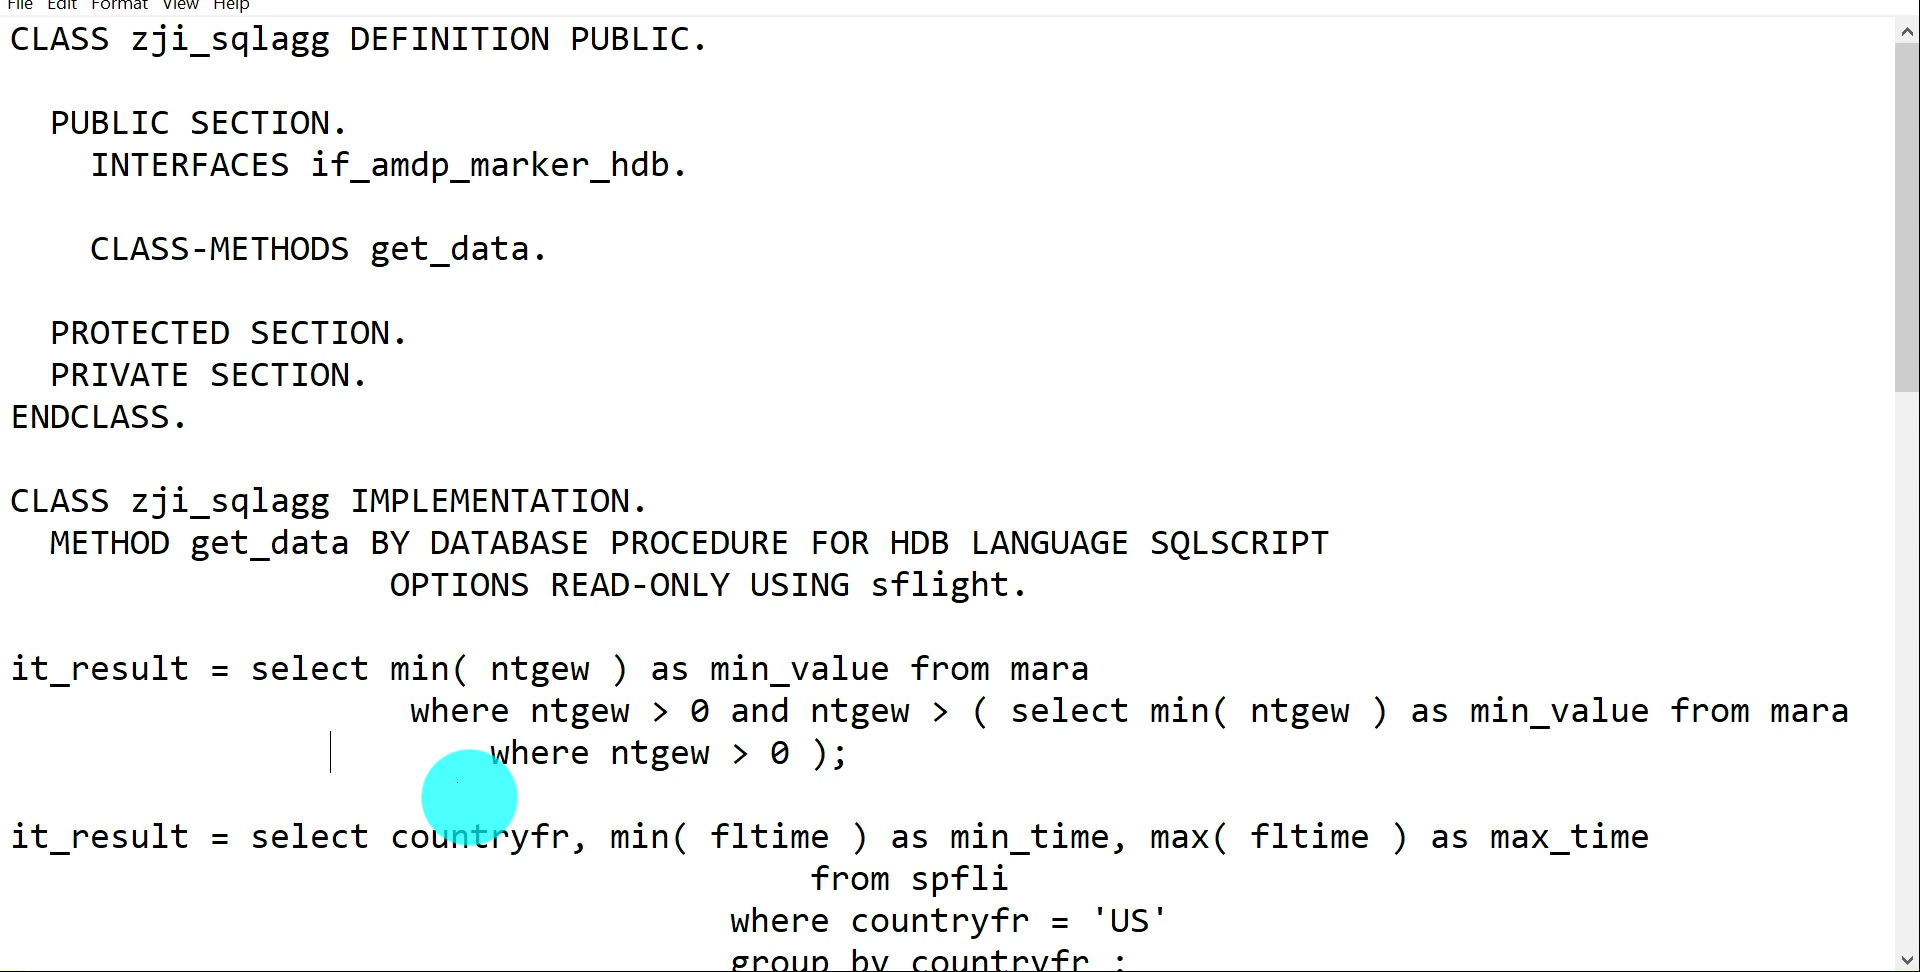 File Edit Format View Help
CLASS zji_sqlagg DEFINITION PUBLIC.
PUBLIC SECTION.
INTERFACES if_amdp_marker_hdb.
CLASS-METHODS get_data.
PROTECTED SECTION.
PRIVATE SECTION.
ENDCLASS.
CLASS zji_sqlagg IMPLEMENTATION.
METHOD get_data BY DATABASE PROCEDURE FOR HDB LANGUAGE SQLSCRIPT
OPTIONS READ-ONLY USING sflight.
it_result = select min( ntgew ) as min_value from mara
where ntgew > 0 and ntgew > ( select min( ntgew ) as min_value from mara
where ntgew > 0 );
it_result = select countryfr, min( fltime ) as min_time, max( fltime ) as max_time
from spfli
where countryfr = 'US'
group by countryfr ;